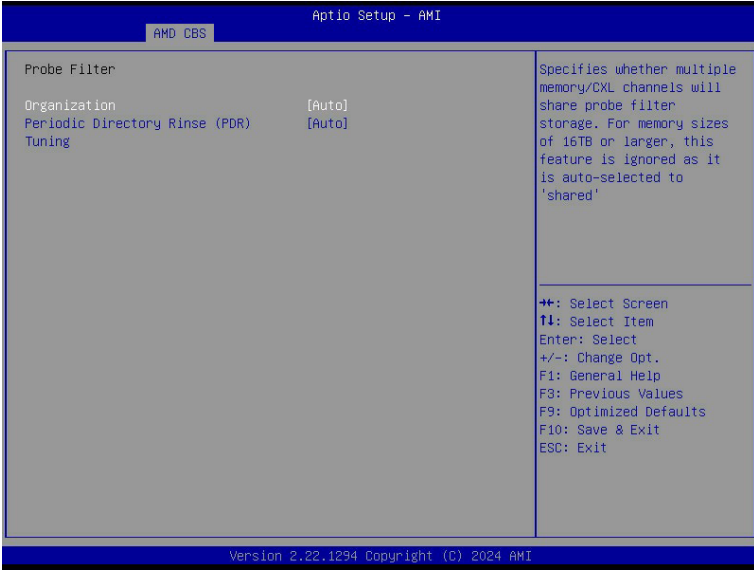 Aptio Setup – AMI
AMD CBS
Probe Filter
Organization [Auto]
Periodic Directory Rinse (PDR) [Auto]
Tuning
Specifies whether multiple
memory/CXL channels will
share probe filter
storage. For memory sizes
of 16TB or larger, this
feature is ignored as it
is auto-selected to
'shared'
→←: Select Screen
↑↓: Select Item
Enter: Select
+/-: Change Opt.
F1: General Help
F3: Previous Values
F9: Optimized Defaults
F10: Save & Exit
ESC: Exit
Version 2.22.1294 Copyright (C) 2024 AMI